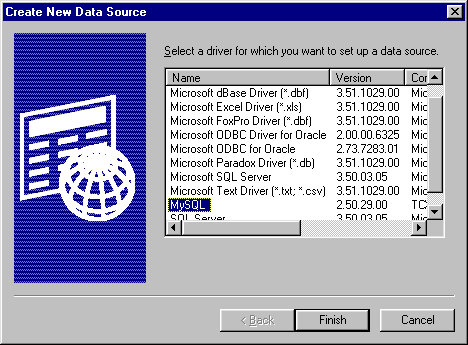 Create New Data Source
Select a driver for which you want to set up a data source.
Name Version Cor
Microsoft dBase Driver (*.dbf) 3.51.1029.00 Mic
Microsoft Excel Driver (*.xls) 3.51.1029.00 Mic
Microsoft FoxPro Driver (*.dbf) 3.51.1029.00 Mic
Microsoft ODBC Driver for Oracle 2.00.00.6325 Mic
Microsoft ODBC for Oracle 2.73.7283.01 Mic
Microsoft Paradox Driver (*.db) 3.51.1029.00 Mic
Microsoft SQL Server 3.50.03.05 Mic
Microsoft Text Driver (*.txt; *.csv) 3.51.1029.00 Mic
MySQL 2.50.29.00 TC
SQL Server 3.50.03.05 Mic
< Back Finish Cancel